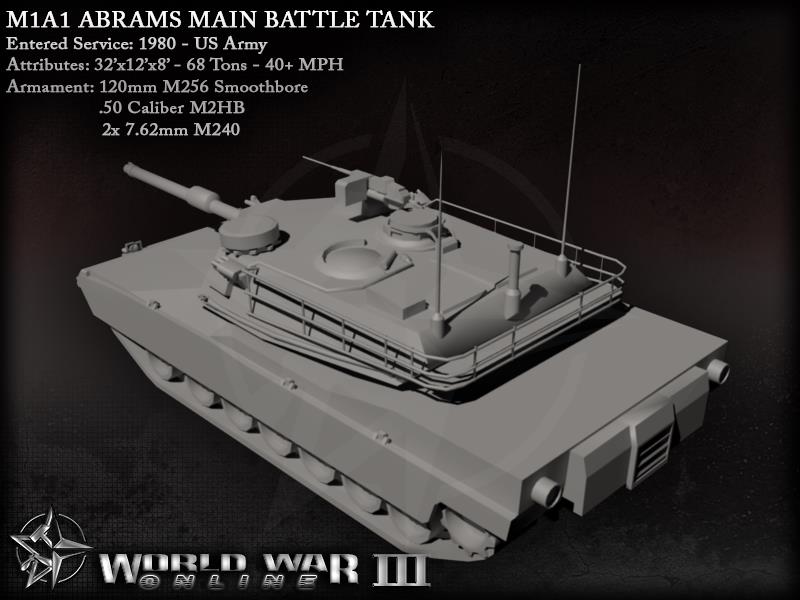 M1A1 ABRAMS MAIN BATTLE TANK
Entered Service: 1980 - US Army
Attributes: 32'x12'x8' - 68 Tons - 40+ MPH
Armament: 120mm M256 Smoothbore
.50 Caliber M2HB
2x 7.62mm M240
WORLD WAR III
ONLINE